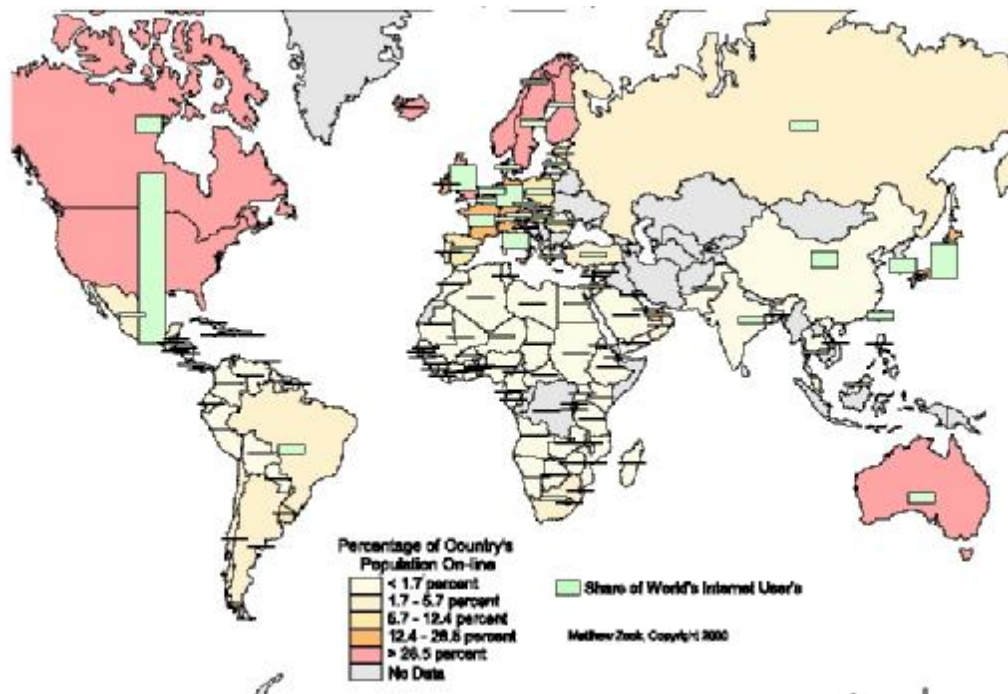 Percentage of Country's
Population On-line
< 1.7 percent
1.7 - 5.7 percent
5.7 - 12.4 percent
12.4 - 26.5 percent
> 26.5 percent
No Data
Share of World's Internet User's
Matthew Zook, Copyright 2000